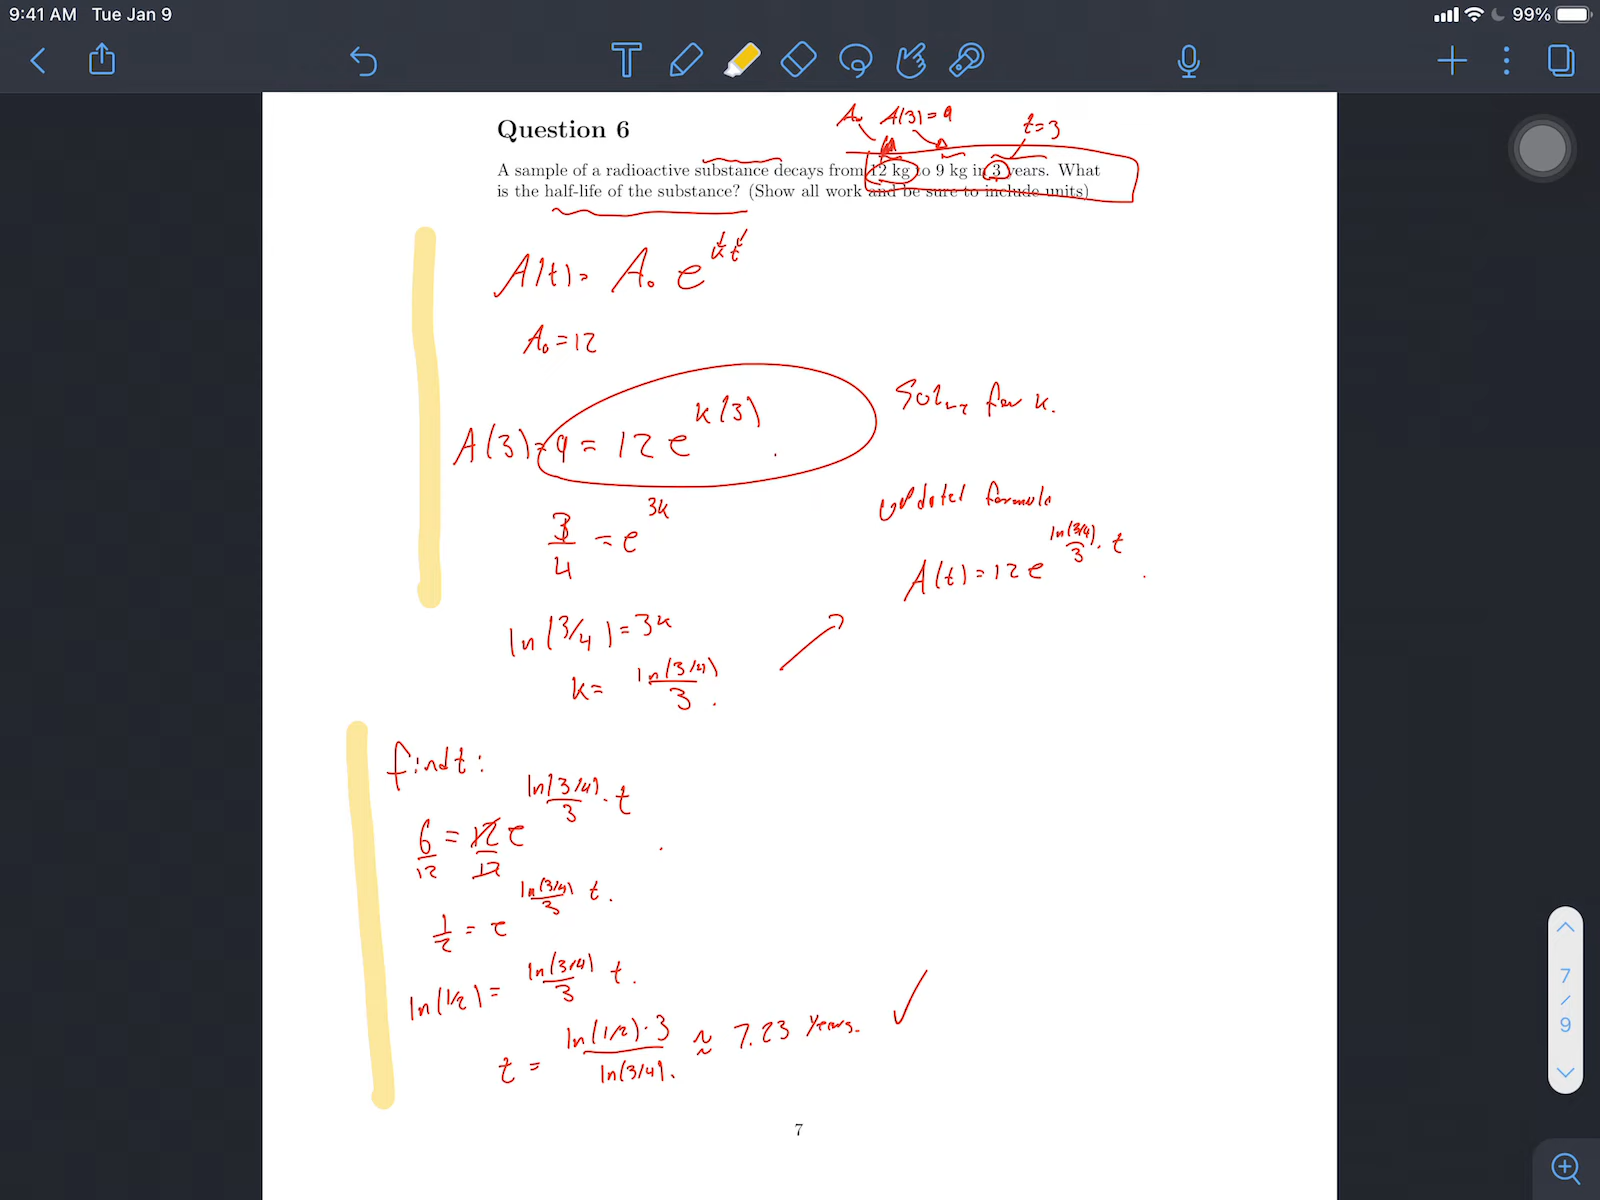 9:41 AM Tue Jan 9
99%
A₀ A(3)=9
t=3
Question 6
A sample of a radioactive substance decays from 12 kg to 9 kg in 3 years. What
is the half-life of the substance? (Show all work and be sure to include units)
A(t)= A₀ e^kt
A₀=12
A(3)=9 = 12 e^k(3)
Solve for k.
3/4 = e^3k
updated formula
A(t)=12e^(ln(3/4)/3 · t)
ln(3/4)=3k
k= ln(3/4)/3
find t:
6/12 = 12/12 e^(ln(3/4)/3 · t)
1/2 = e^(ln(3/4)/3 t)
ln(1/2)= ln(3/4)/3 t.
t = ln(1/2)·3/ln(3/4) ≈ 7.23 years. ✓
7
7
/
9